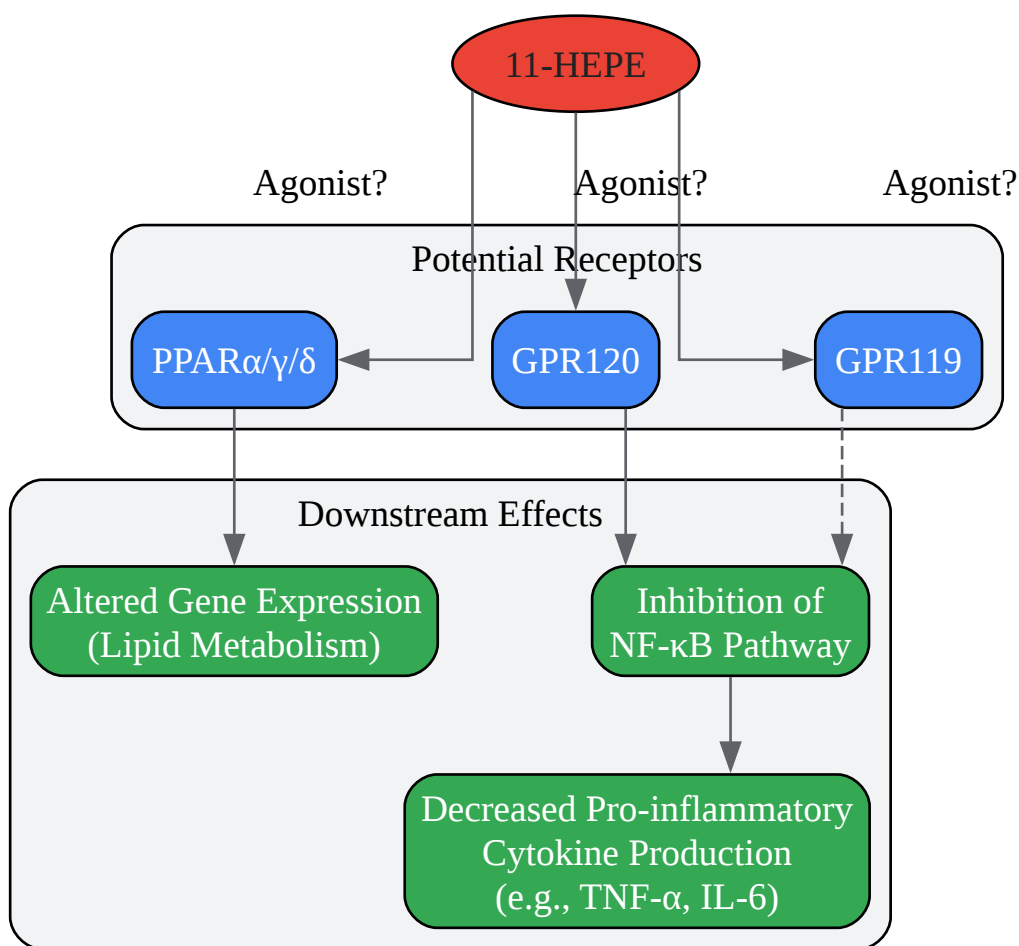 11-HEPE
Agonist?
Agonist?
Agonist?
Potential Receptors
PPARα/γ/δ
GPR120
GPR119
Downstream Effects
Altered Gene Expression
(Lipid Metabolism)
Inhibition of
NF-κB Pathway
Decreased Pro-inflammatory
Cytokine Production
(e.g., TNF-α, IL-6)